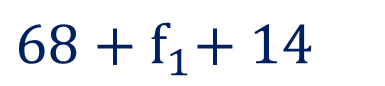 68 + f₁ + 14